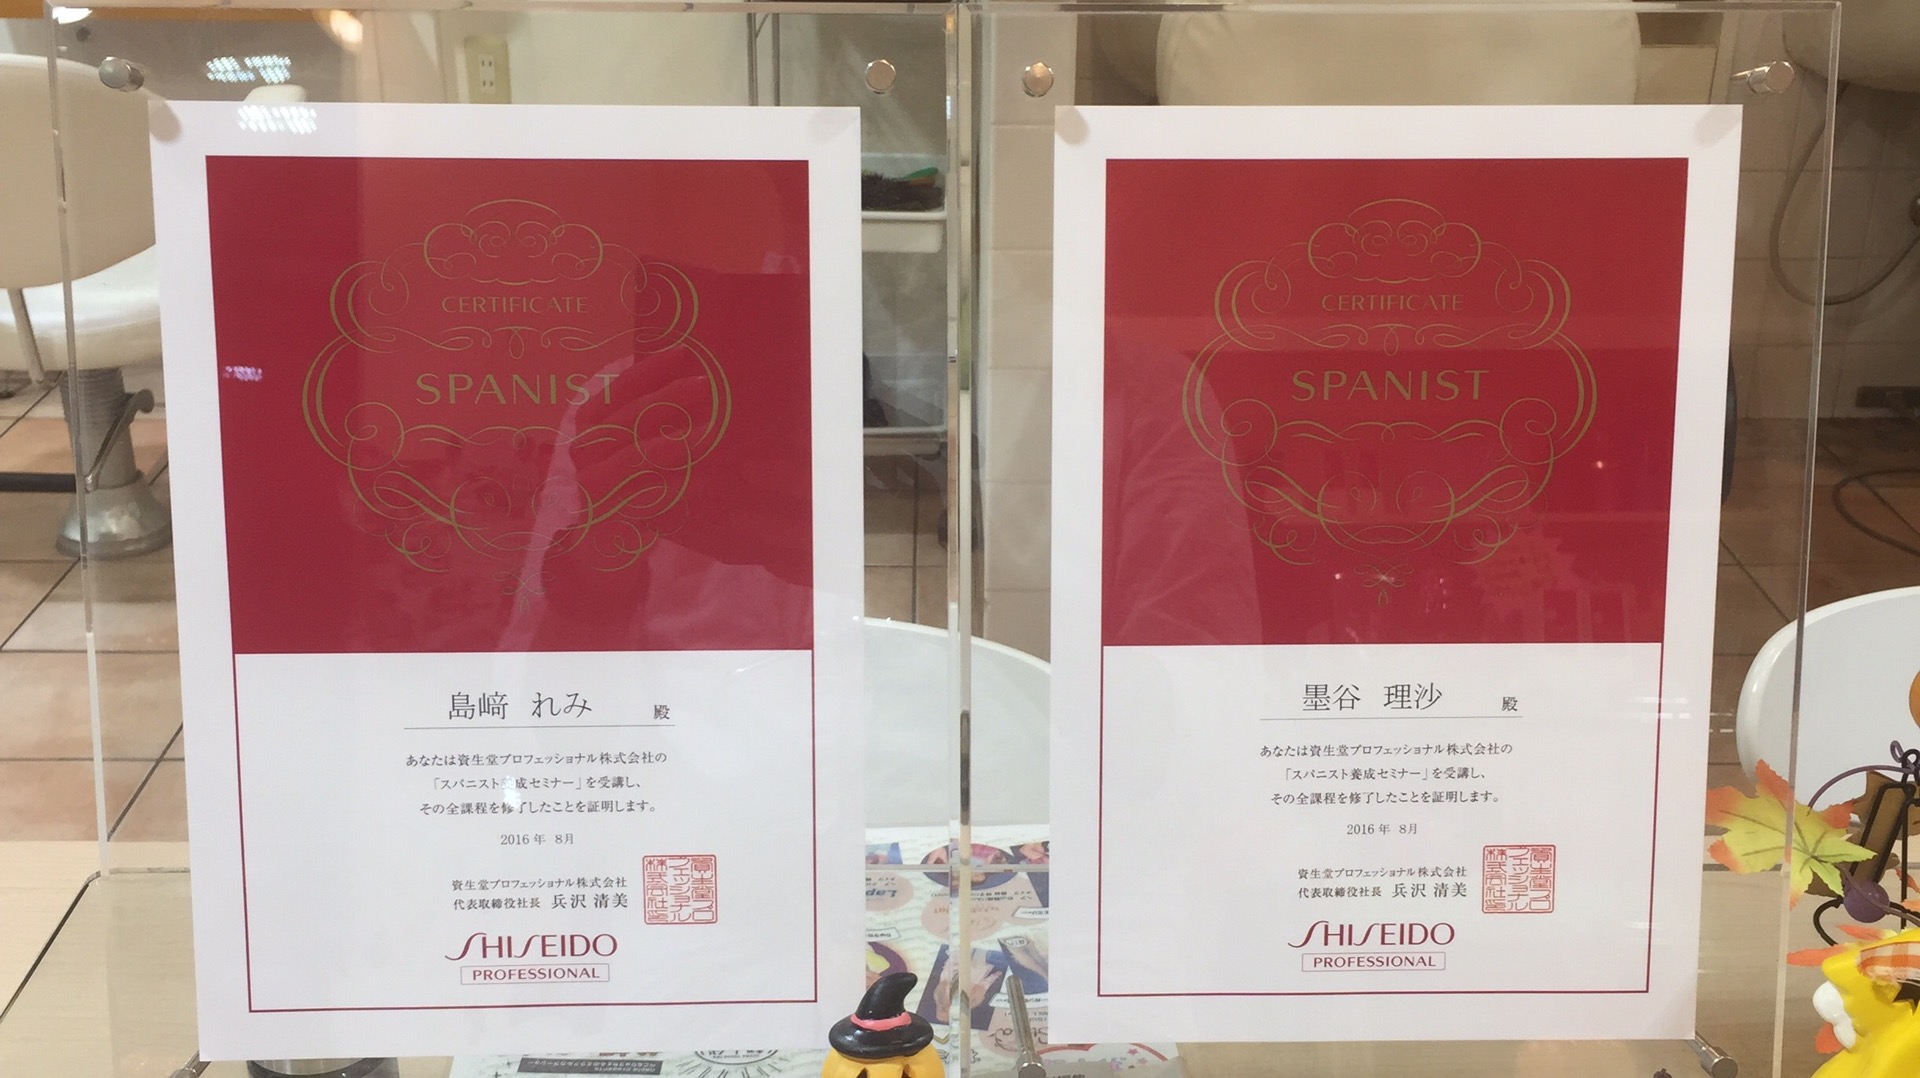 CERTIFICATE
SPANIST
島﨑 れみ 殿
あなたは資生堂プロフェッショナル株式会社の
「スパニスト養成セミナー」を受講し、
その全課程を修了したことを証明します。
2016年 8月
資生堂プロフェッショナル株式会社
代表取締役社長 兵沢 清美
SHISEIDO
PROFESSIONAL
CERTIFICATE
SPANIST
墨谷 理沙 殿
あなたは資生堂プロフェッショナル株式会社の
「スパニスト養成セミナー」を受講し、
その全課程を修了したことを証明します。
2016年 8月
資生堂プロフェッショナル株式会社
代表取締役社長 兵沢 清美
SHISEIDO
PROFESSIONAL